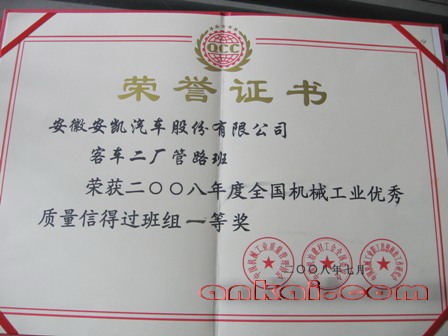 QCC
荣誉证书
安徽安凯汽车股份有限公司
客车二厂管路班
荣获二〇〇八年度全国机械工业优秀
质量信得过班组一等奖
二〇〇八年七月
ankai.com